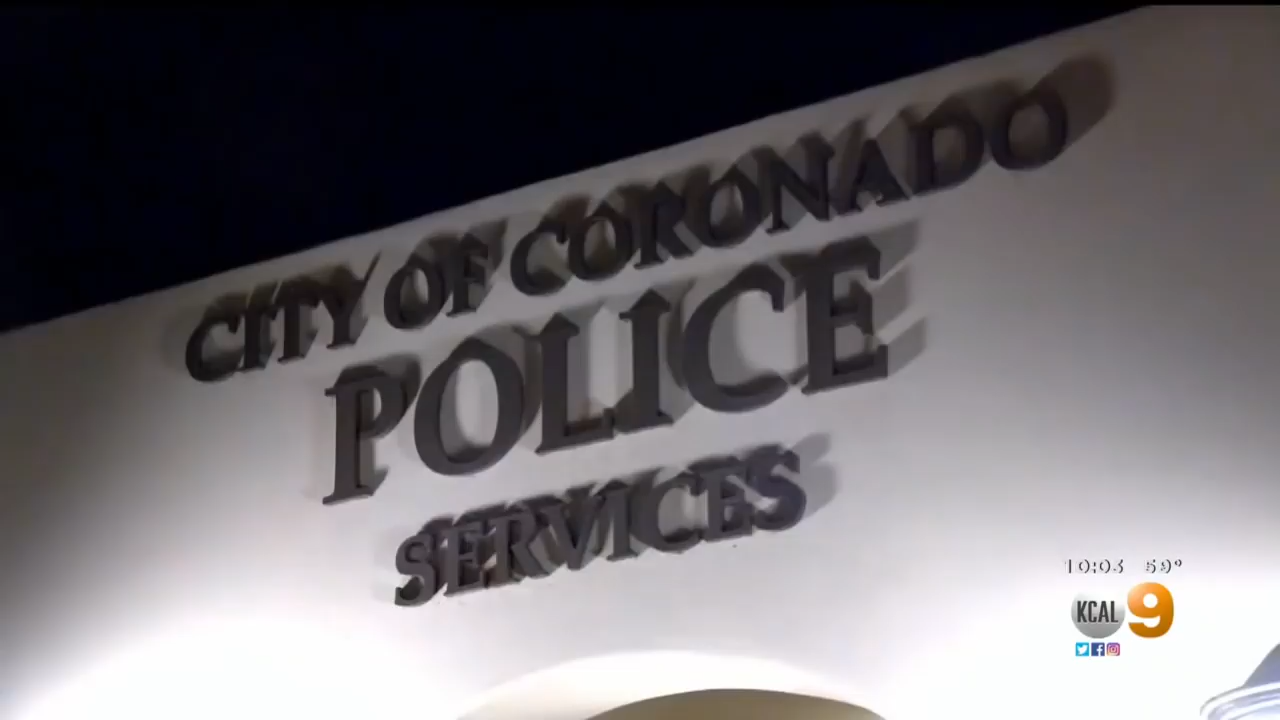 CITY OF CORONADO
POLICE
SERVICES
10:03 59°
KCAL 9